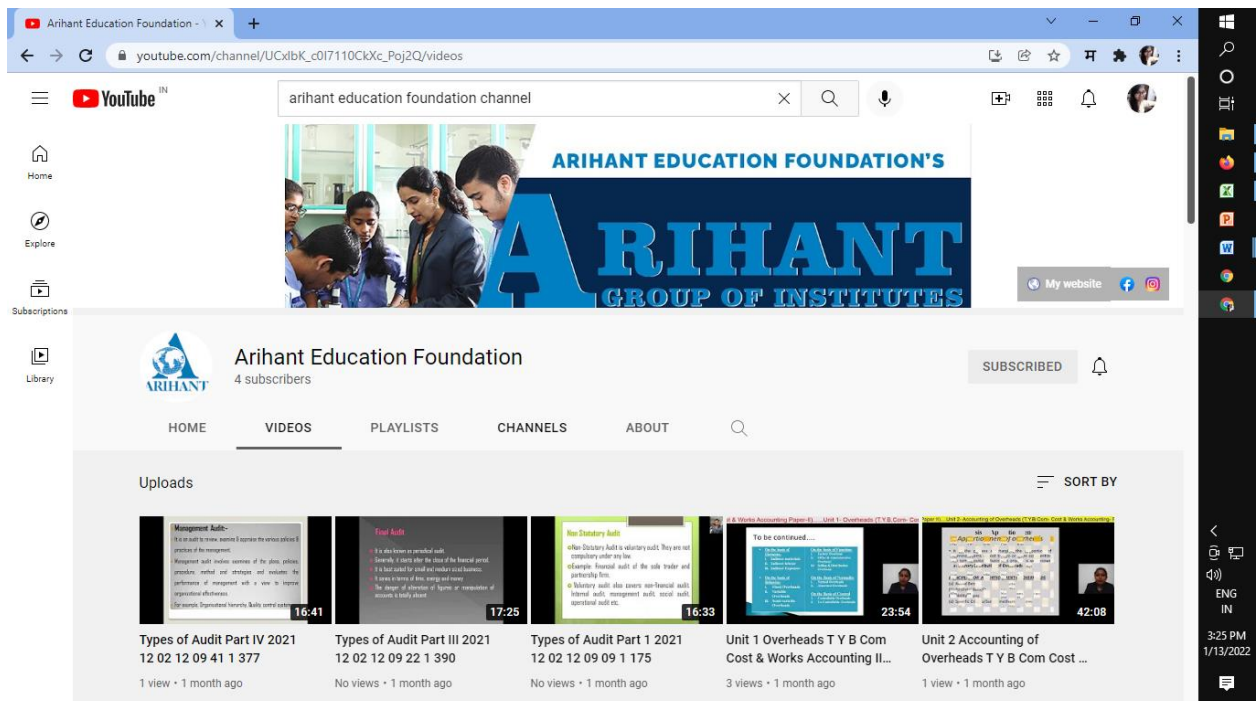 Arihant Education Foundation - Y
youtube.com/channel/UCxlbK_c0I7110CkXc_Poj2Q/videos
YouTube IN
arihant education foundation channel
Home
Explore
Subscriptions
Library
ARIHANT EDUCATION FOUNDATION'S
ARIHANT
GROUP OF INSTITUTES
My website
ARIHANT
Arihant Education Foundation
4 subscribers
SUBSCRIBED
HOME VIDEOS PLAYLISTS CHANNELS ABOUT
Uploads
SORT BY
Management Audit:-
16:41
Final Audit
It is also known as periodical audit.
17:25
Non Statutory Audit
16:33
To be continued....
23:54
42:08
Types of Audit Part IV 2021
12 02 12 09 41 1 377
1 view • 1 month ago
Types of Audit Part III 2021
12 02 12 09 22 1 390
No views • 1 month ago
Types of Audit Part 1 2021
12 02 12 09 09 1 175
No views • 1 month ago
Unit 1 Overheads T Y B Com
Cost & Works Accounting II...
3 views • 1 month ago
Unit 2 Accounting of
Overheads T Y B Com Cost ...
1 view • 1 month ago
म
ENG
IN
3:25 PM
1/13/2022